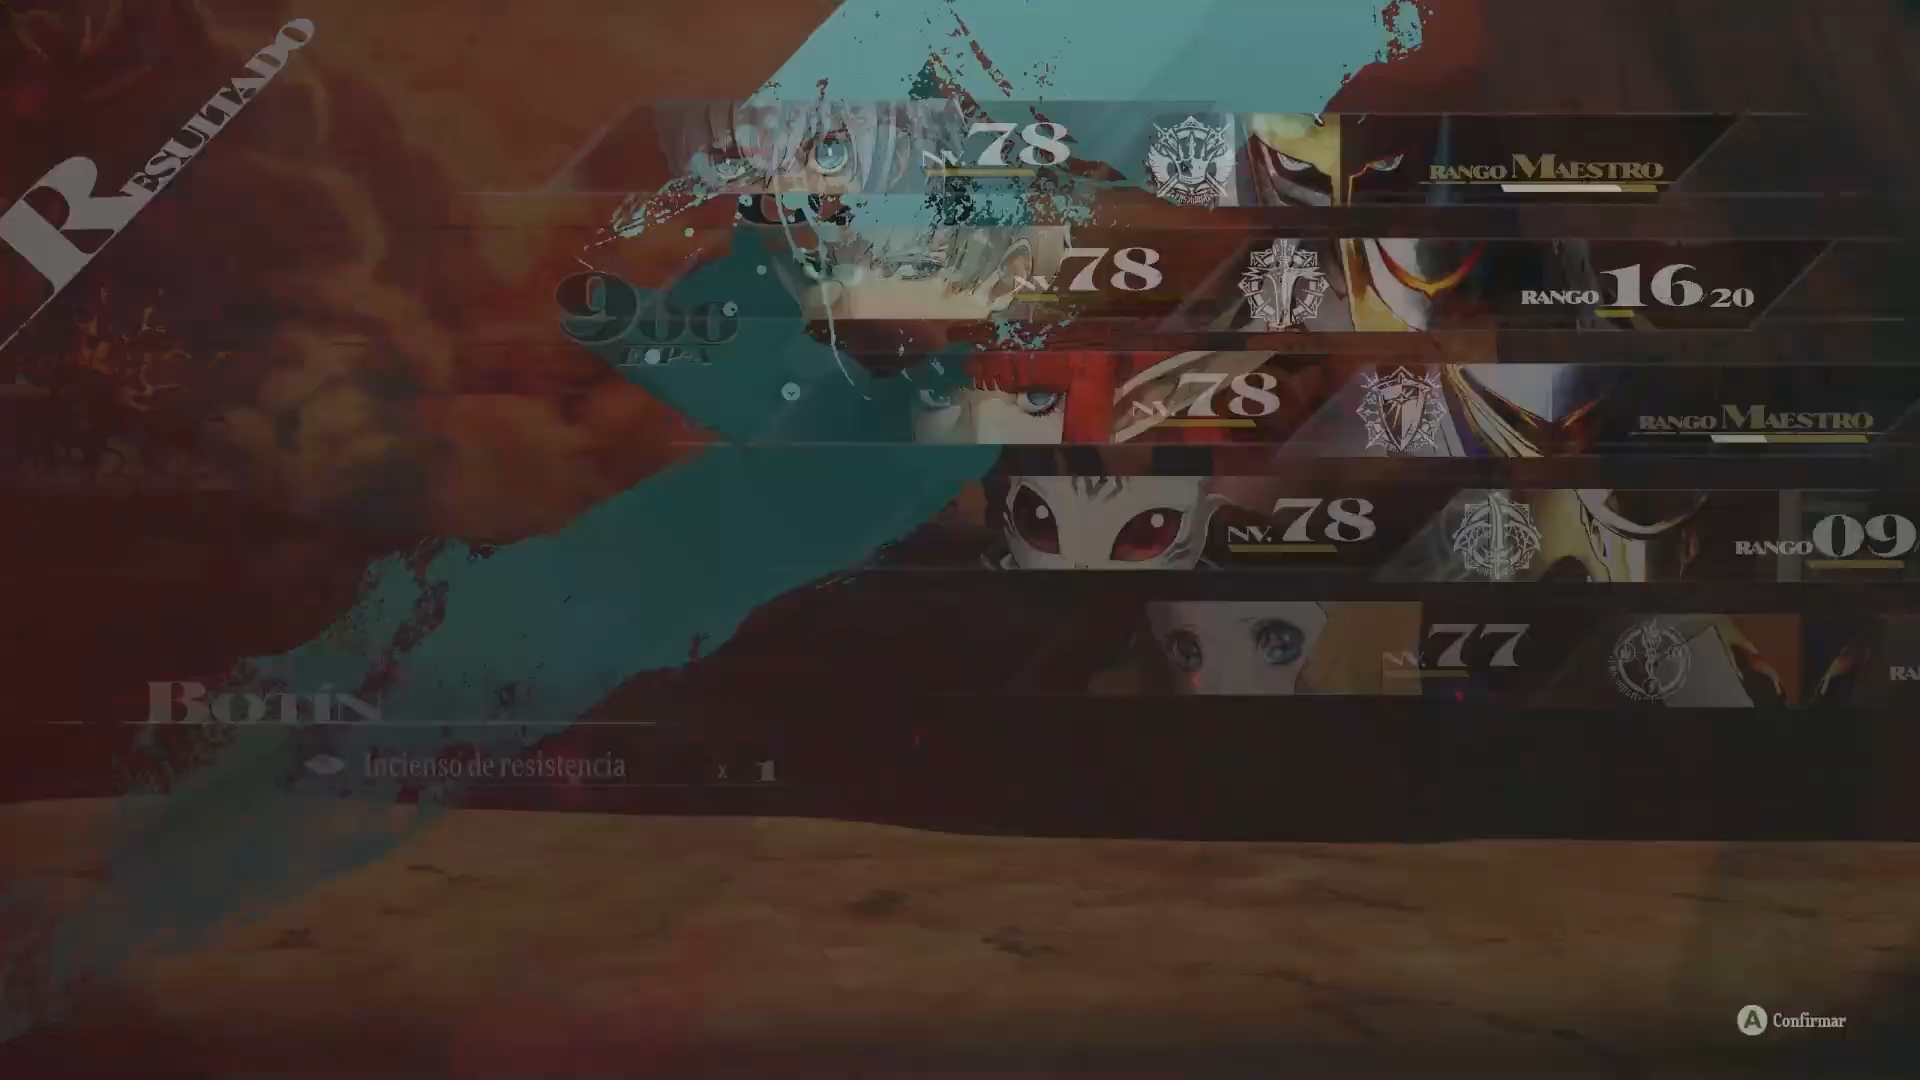 RESULTADO
NV. 78
RANGO MAESTRO
NV. 78
RANGO 16/20
900
NV. 78
RANGO MAESTRO
NV. 78
RANGO 09
NV. 77
BOTÍN
Incienso de resistencia x 1
A Confirmar